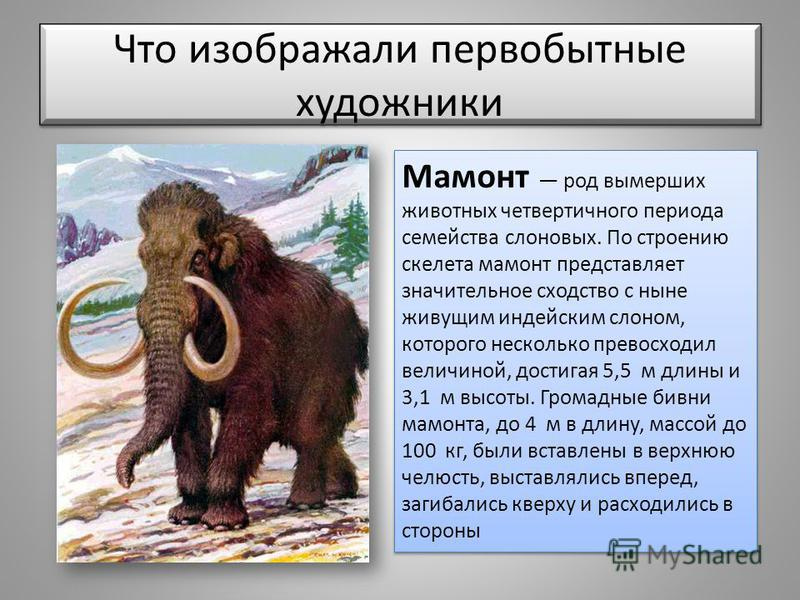 Что изображали первобытные
художники
Мамонт — род вымерших
животных четвертичного периода
семейства слоновых. По строению
скелета мамонт представляет
значительное сходство с ныне
живущим индейским слоном,
которого несколько превосходил
величиной, достигая 5,5 м длины и
3,1 м высоты. Громадные бивни
мамонта, до 4 м в длину, массой до
100 кг, были вставлены в верхнюю
челюсть, выставлялись вперед,
загибались кверху и расходились в
стороны
MyShared